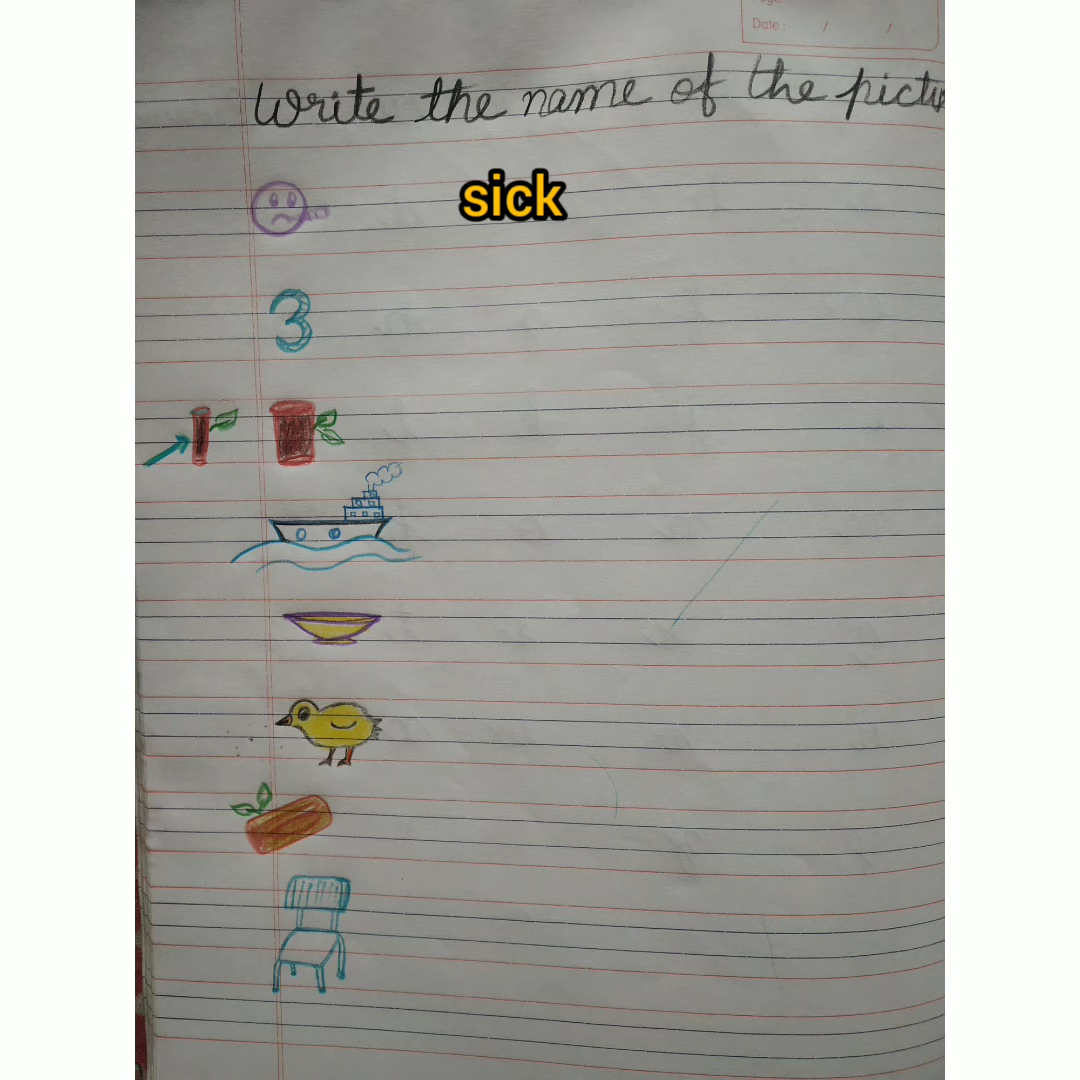 Date: / /
Write the name of the pictu
sick
3